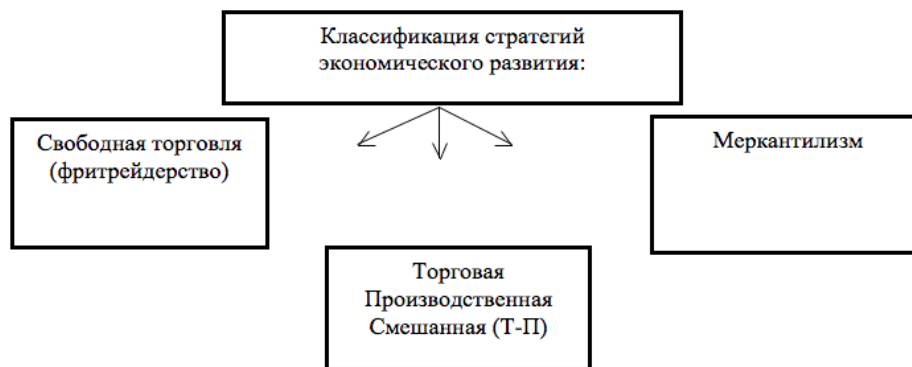 Классификация стратегий
экономического развития:
Свободная торговля
(фритрейдерство)
Меркантилизм
Торговая
Производственная
Смешанная (Т-П)